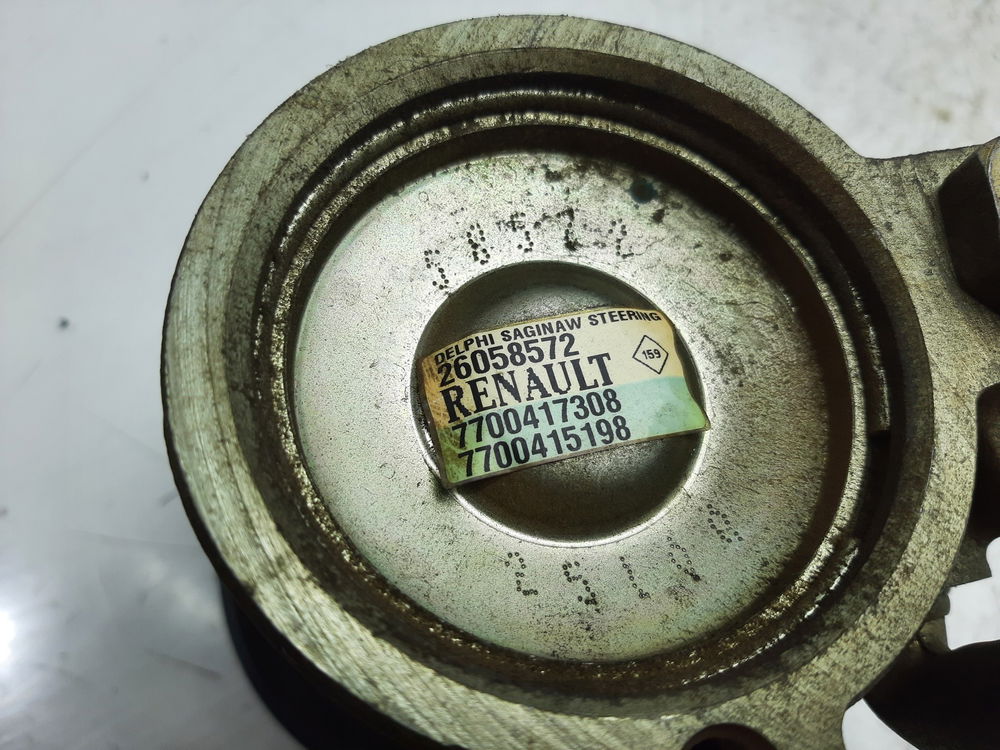 DELPHI SAGINAW STEERING
26058572
159
RENAULT
7700417308
7700415198